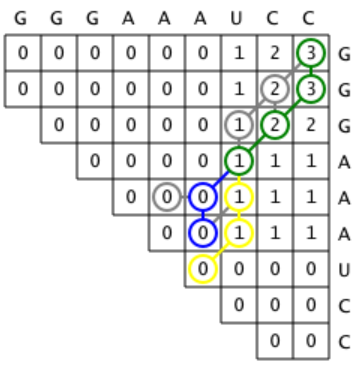 G G G A A A U C C
0 0 0 0 0 0 1 2 3 G
0 0 0 0 0 0 1 2 3 G
0 0 0 0 0 1 2 2 G
0 0 0 0 1 1 1 A
0 0 0 1 1 1 A
0 0 1 1 1 A
0 0 0 0 U
0 0 0 C
0 0 C